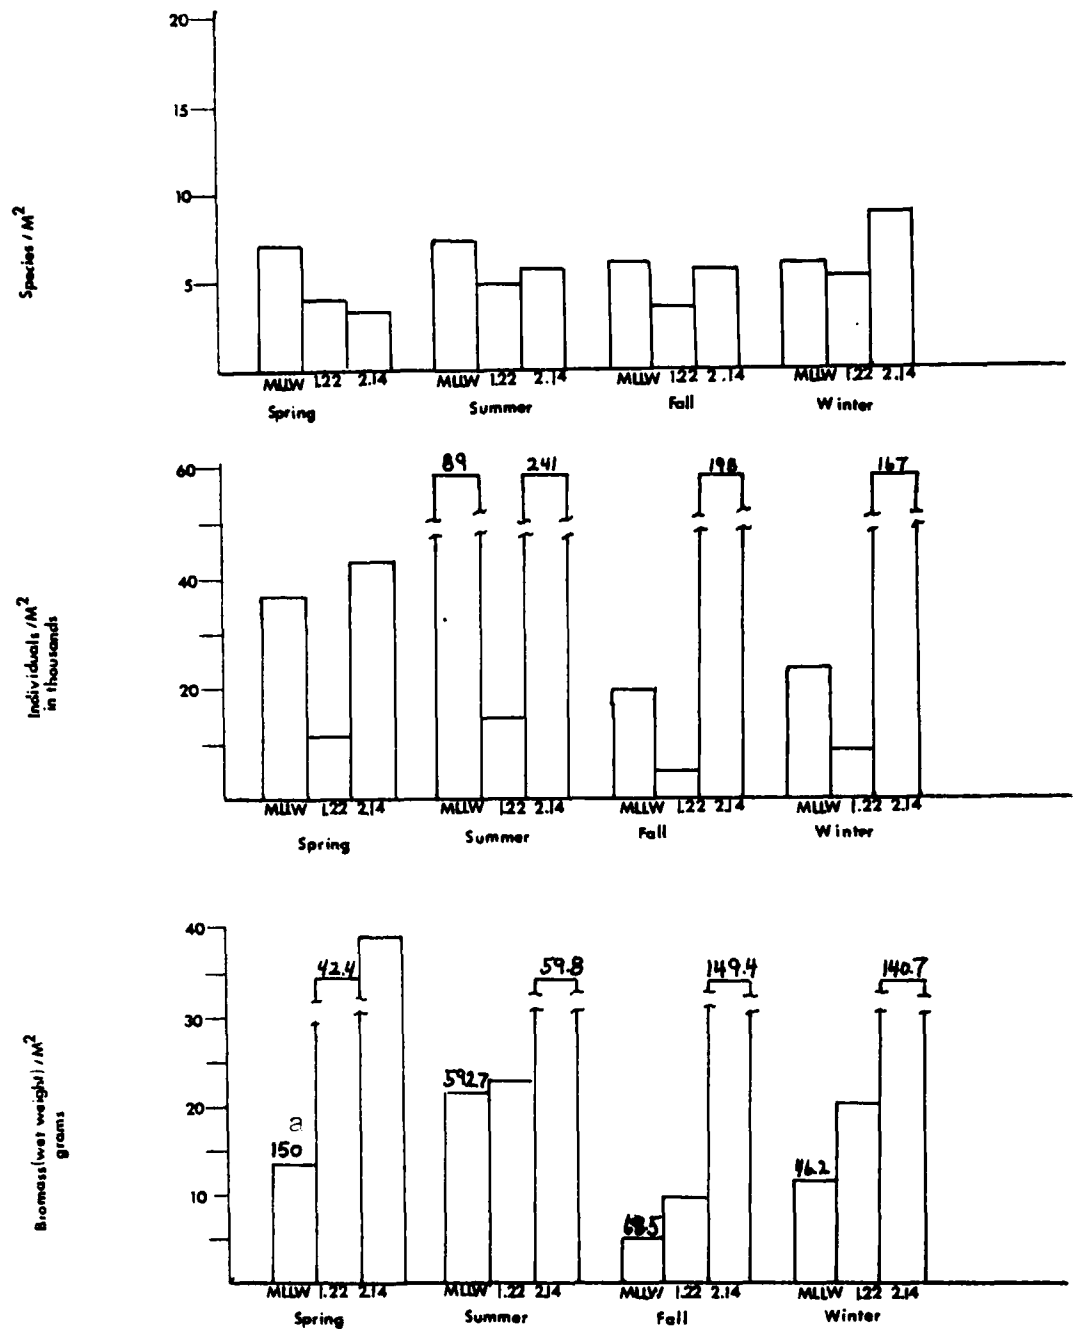 20
15
10
5
Species / M²
MLLW 1.22 2.14
MLLW 1.22 2.14
MLLW 1.22 2.14
MLLW 1.22 2.14
Spring
Summer
Fall
Winter
60
40
20
Individuals / M²
in thousands
89
241
198
167
MLLW 1.22 2.14
MLLW 1.22 2.14
MLLW 1.22 2.14
MLLW 1.22 2.14
Spring
Summer
Fall
Winter
40
30
20
10
Biomass (wet weight) / M²
grams
a
150
42.4
592.7
59.8
68.5
149.4
46.2
140.7
MLLW 1.22 2.14
MLLW 1.22 2.14
MLLW 1.22 2.14
MLLW 1.22 2.14
Spring
Summer
Fall
Winter